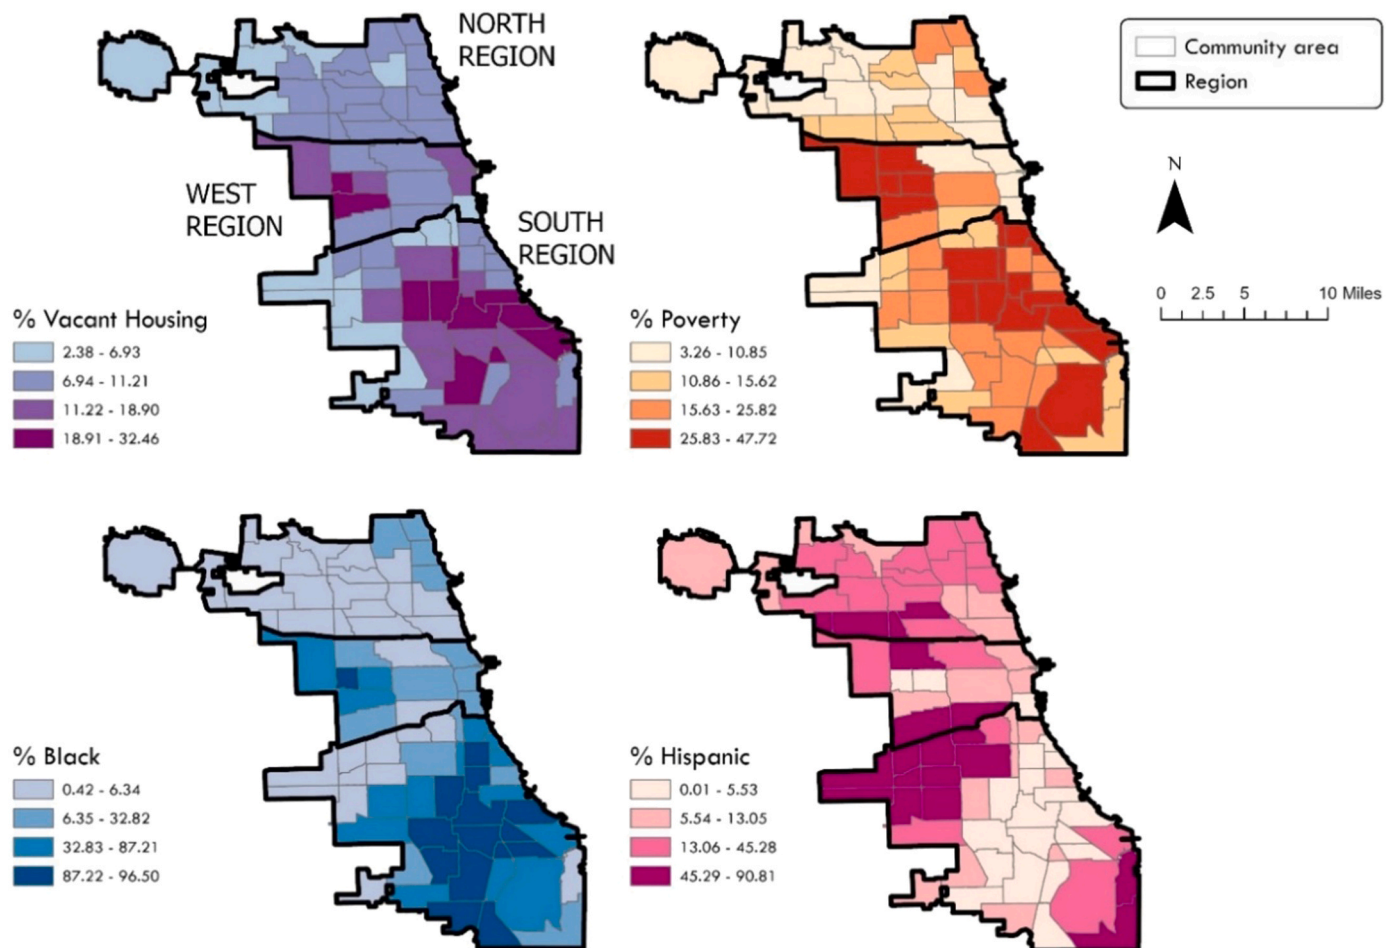 NORTH
REGION
WEST
REGION
SOUTH
REGION
% Vacant Housing
2.38 - 6.93
6.94 - 11.21
11.22 - 18.90
18.91 - 32.46
% Poverty
3.26 - 10.85
10.86 - 15.62
15.63 - 25.82
25.83 - 47.72
Community area
Region
N
0 2.5 5 10 Miles
% Black
0.42 - 6.34
6.35 - 32.82
32.83 - 87.21
87.22 - 96.50
% Hispanic
0.01 - 5.53
5.54 - 13.05
13.06 - 45.28
45.29 - 90.81